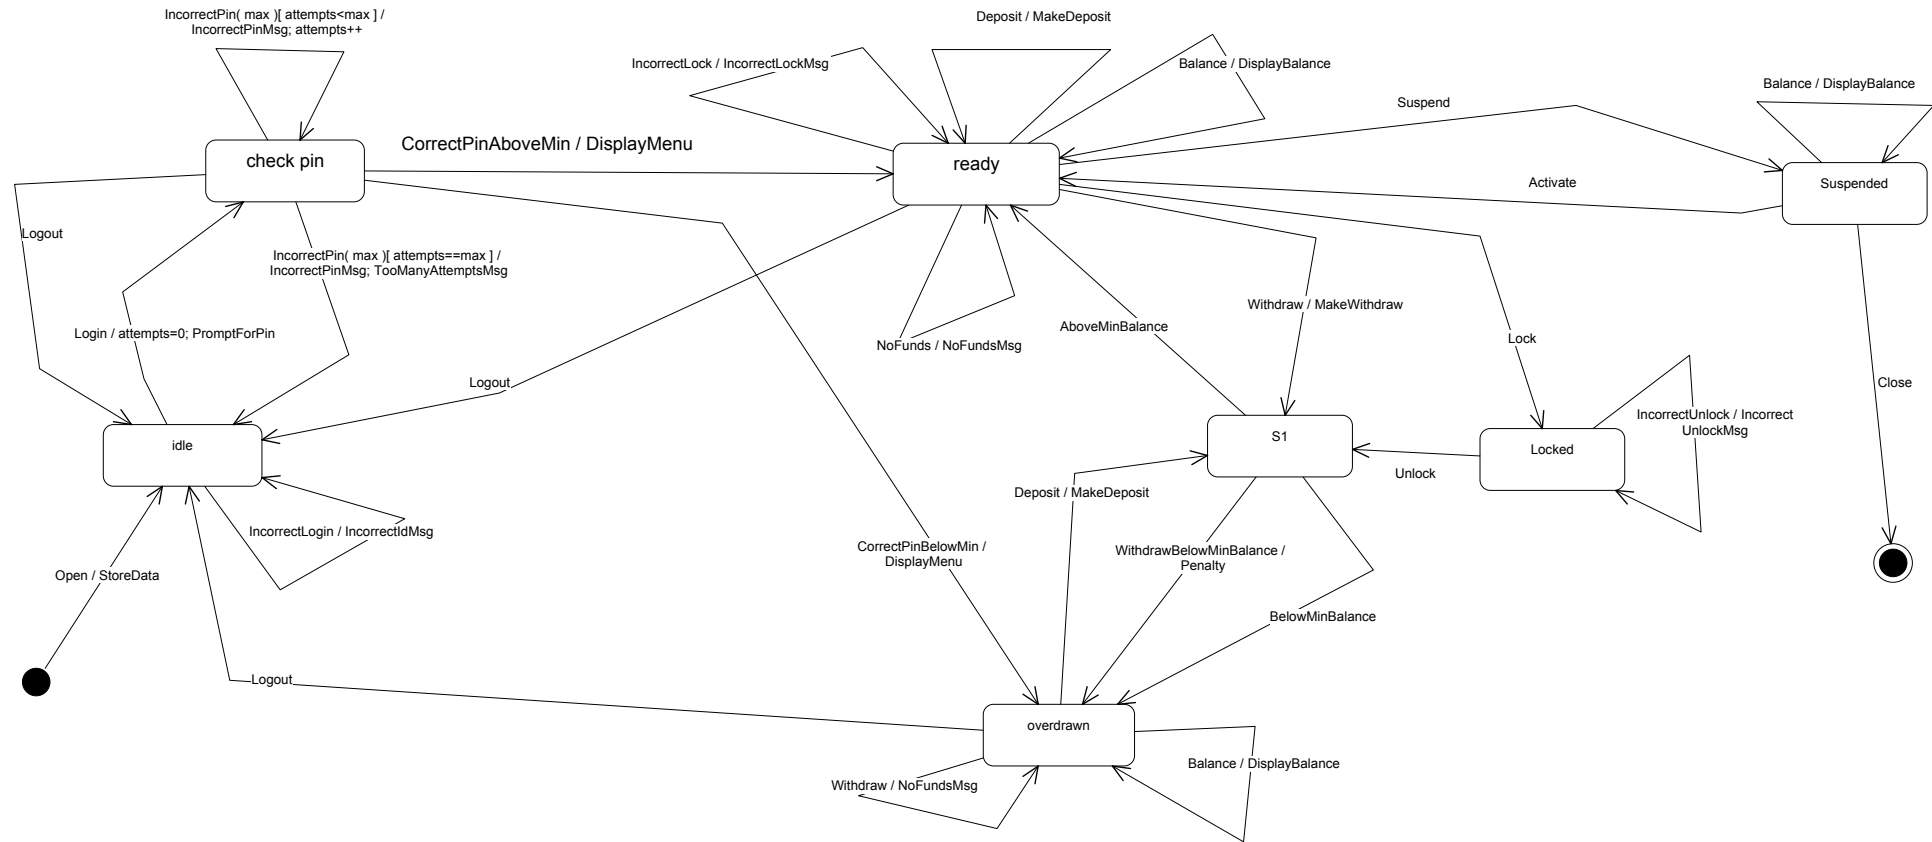 IncorrectPin( max )[ attempts<max ] /
IncorrectPinMsg; attempts++
Deposit / MakeDeposit
IncorrectLock / IncorrectLockMsg
Balance / DisplayBalance
Balance / DisplayBalance
Suspend
CorrectPinAboveMin / DisplayMenu
check pin
ready
Suspended
Activate
Logout
IncorrectPin( max )[ attempts==max ] /
IncorrectPinMsg; TooManyAttemptsMsg
Login / attempts=0; PromptForPin
Withdraw / MakeWithdraw
AboveMinBalance
NoFunds / NoFundsMsg
Lock
Logout
Close
IncorrectUnlock / Incorrect
UnlockMsg
idle
S1
Locked
Unlock
Deposit / MakeDeposit
IncorrectLogin / IncorrectIdMsg
CorrectPinBelowMin /
DisplayMenu
WithdrawBelowMinBalance /
Penalty
Open / StoreData
BelowMinBalance
Logout
overdrawn
Withdraw / NoFundsMsg
Balance / DisplayBalance